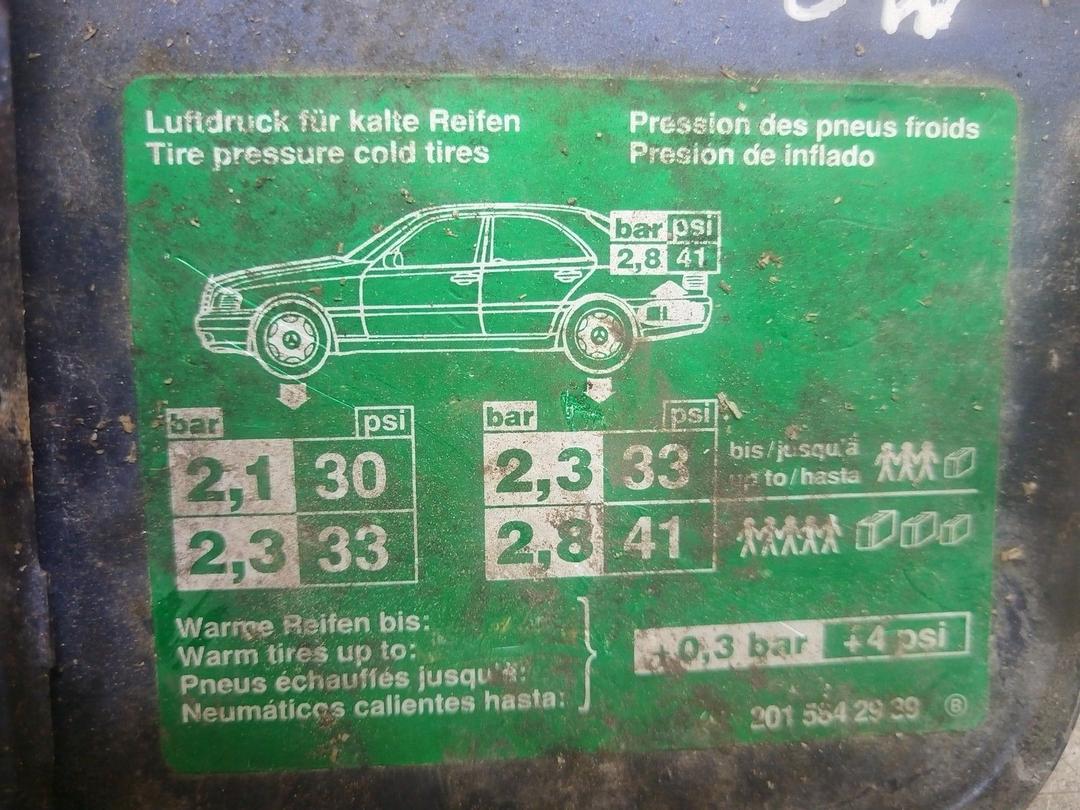 Luftdruck für kalte Reifen
Tire pressure cold tires
Pression des pneus froids
Presion de inflado
bar psi
2,8 41
bar psi
2,1 30
2,3 33
bar psi
2,3 33
2,8 41
bis/jusqu'à
up to/hasta
Warme Reifen bis:
Warm tires up to:
Pneus échauffés jusqu'à:
Neumáticos calientes hasta:
+0,3 bar +4 psi
201 584 29 39 B